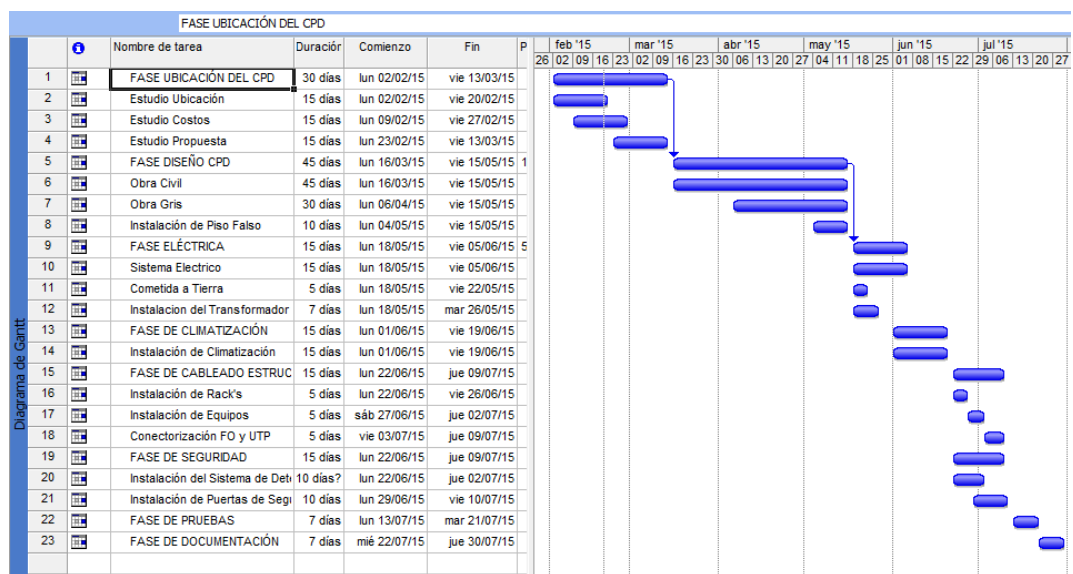 FASE UBICACIÓN DEL CPD
Nombre de tarea Duración Comienzo Fin P feb '15 mar '15 abr '15 may '15 jun '15 jul '15
26 02 09 16 23 02 09 16 23 30 06 13 20 27 04 11 18 25 01 08 15 22 29 06 13 20 27
1 FASE UBICACIÓN DEL CPD 30 días lun 02/02/15 vie 13/03/15
2 Estudio Ubicación 15 días lun 02/02/15 vie 20/02/15
3 Estudio Costos 15 días lun 09/02/15 vie 27/02/15
4 Estudio Propuesta 15 días lun 23/02/15 vie 13/03/15
5 FASE DISEÑO CPD 45 días lun 16/03/15 vie 15/05/15 1
6 Obra Civil 45 días lun 16/03/15 vie 15/05/15
7 Obra Gris 30 días lun 06/04/15 vie 15/05/15
8 Instalación de Piso Falso 10 días lun 04/05/15 vie 15/05/15
9 FASE ELÉCTRICA 15 días lun 18/05/15 vie 05/06/15 5
10 Sistema Electrico 15 días lun 18/05/15 vie 05/06/15
11 Cometida a Tierra 5 días lun 18/05/15 vie 22/05/15
12 Instalacion del Transformador 7 días lun 18/05/15 mar 26/05/15
13 FASE DE CLIMATIZACIÓN 15 días lun 01/06/15 vie 19/06/15
14 Instalación de Climatización 15 días lun 01/06/15 vie 19/06/15
15 FASE DE CABLEADO ESTRUC 15 días lun 22/06/15 jue 09/07/15
16 Instalación de Rack's 5 días lun 22/06/15 vie 26/06/15
17 Instalación de Equipos 5 días sáb 27/06/15 jue 02/07/15
18 Conectorización FO y UTP 5 días vie 03/07/15 jue 09/07/15
19 FASE DE SEGURIDAD 15 días lun 22/06/15 jue 09/07/15
20 Instalación del Sistema de Det 10 días? lun 22/06/15 jue 02/07/15
21 Instalación de Puertas de Segu 10 días lun 29/06/15 vie 10/07/15
22 FASE DE PRUEBAS 7 días lun 13/07/15 mar 21/07/15
23 FASE DE DOCUMENTACIÓN 7 días mié 22/07/15 jue 30/07/15
Diagrama de Gantt